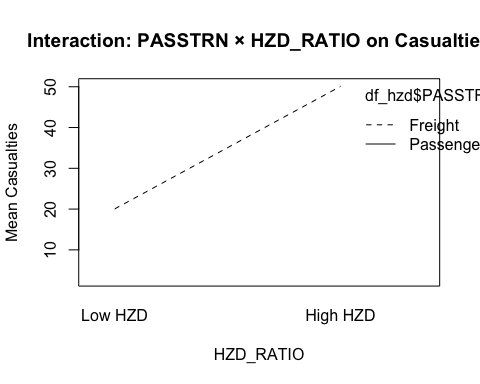 Interaction: PASSTRN × HZD_RATIO on Casualtie
df_hzd$PASSTR
Freight
Passenge
Mean Casualties
50
40
30
20
10
Low HZD
High HZD
HZD_RATIO